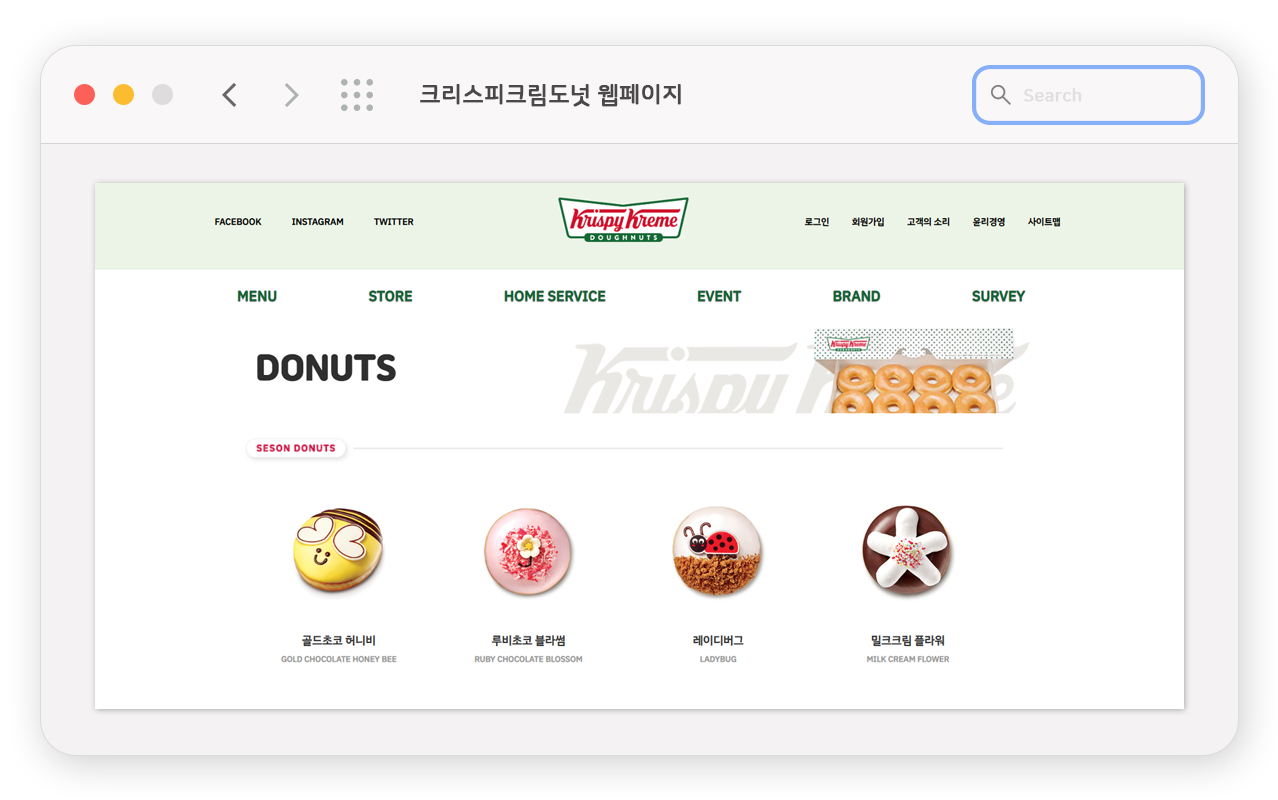 크리스피크림도넛 웹페이지
Search
FACEBOOK INSTAGRAM TWITTER
Krispy Kreme
DOUGHNUTS
로그인 회원가입 고객의 소리 윤리경영 사이트맵
MENU STORE HOME SERVICE EVENT BRAND SURVEY
DONUTS
Krispy Kreme
Krispy Kreme
SESON DONUTS
골드초코 허니비 루비초코 블라썸 레이디버그 밀크크림 플라워
GOLD CHOCOLATE HONEY BEE RUBY CHOCOLATE BLOSSOM LADYBUG MILK CREAM FLOWER